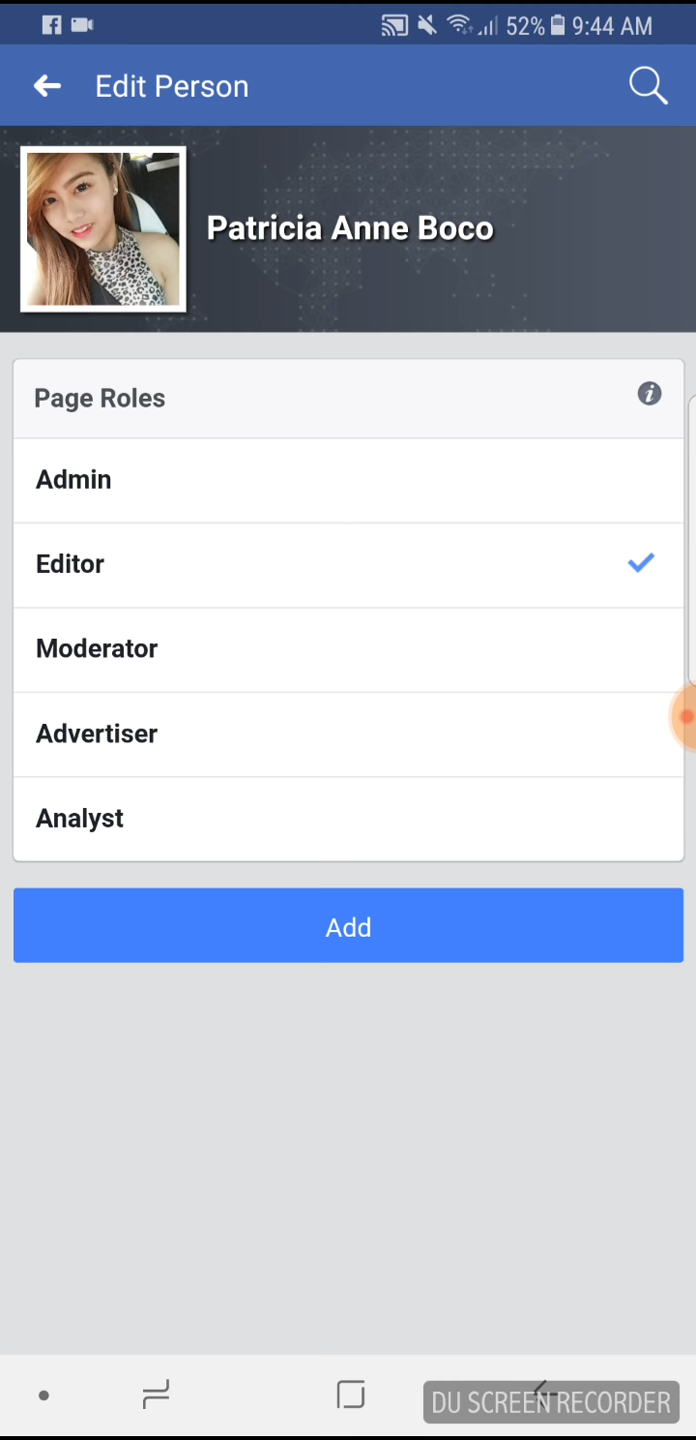 52% 9:44 AM
Edit Person
Patricia Anne Boco
Page Roles
Admin
Editor
Moderator
Advertiser
Analyst
Add
DU SCREEN RECORDER